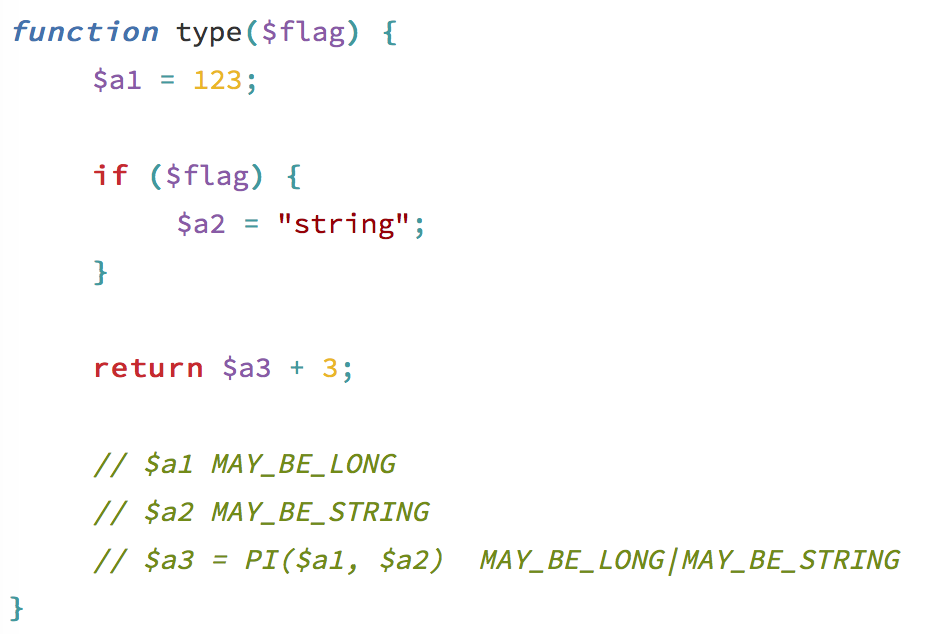 function type($flag) {
$a1 = 123;
if ($flag) {
$a2 = "string";
}
return $a3 + 3;
// $a1 MAY_BE_LONG
// $a2 MAY_BE_STRING
// $a3 = PI($a1, $a2)  MAY_BE_LONG|MAY_BE_STRING
}